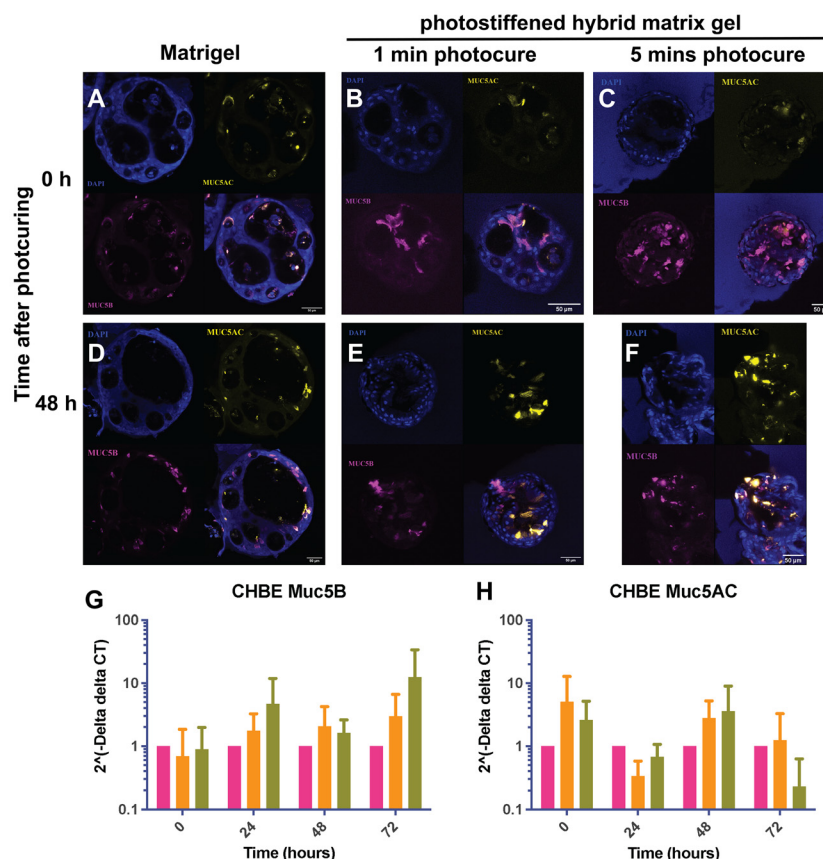 photostiffened hybrid matrix gel
Matrigel
1 min photocure
5 mins photocure
Time after photcuring
0 h
A
DAPI
MUC5AC
MUC5B
50 µm
B
DAPI
MUC5AC
MUC5B
50 µm
C
DAPI
MUC5AC
MUC5B
50 µm
48 h
D
DAPI
MUC5AC
MUC5B
50 µm
E
DAPI
MUC5AC
MUC5B
50 µm
F
DAPI
MUC5AC
MUC5B
50 µm
G
CHBE Muc5B
2^(-Delta delta CT)
100
10
1
0.1
0
24
48
72
Time (hours)
H
CHBE Muc5AC
2^(-Delta delta CT)
100
10
1
0.1
0
24
48
72
Time (hours)